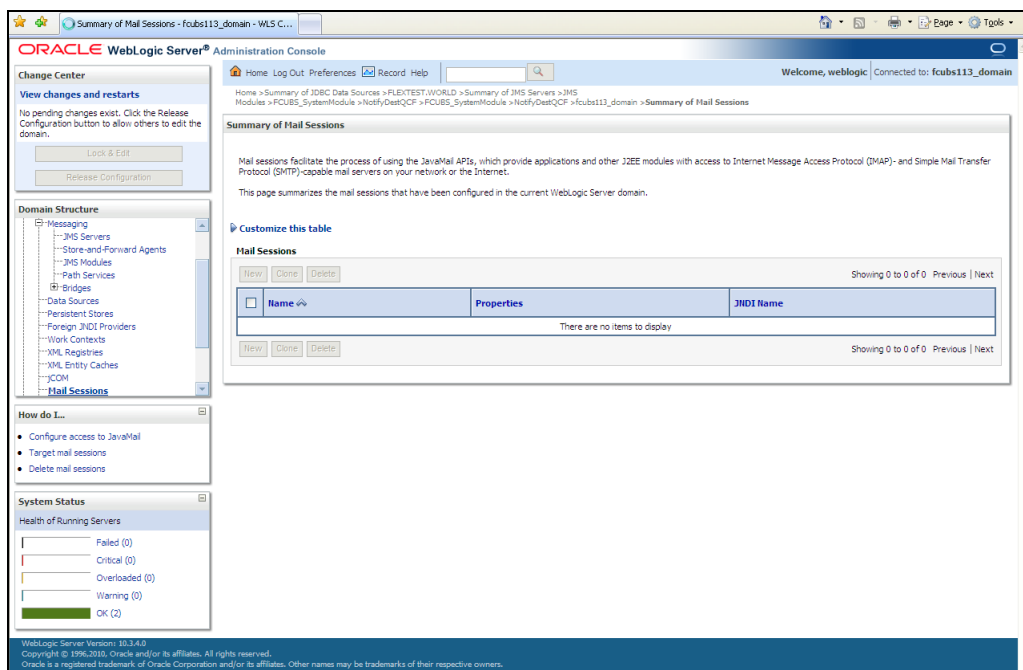 Summary of Mail Sessions - fcubs113_domain - WLS C...
Page
Tools
ORACLE WebLogic Server® Administration Console
Change Center
View changes and restarts
No pending changes exist. Click the Release
Configuration button to allow others to edit the
domain.
Lock & Edit
Release Configuration
Domain Structure
Messaging
JMS Servers
Store-and-Forward Agents
JMS Modules
Path Services
Bridges
Data Sources
Persistent Stores
Foreign JNDI Providers
Work Contexts
XML Registries
XML Entity Caches
jCOM
Mail Sessions
How do I...
Configure access to JavaMail
Target mail sessions
Delete mail sessions
System Status
Health of Running Servers
Failed (0)
Critical (0)
Overloaded (0)
Warning (0)
OK (2)
Home Log Out Preferences Record Help
Welcome, weblogic Connected to: fcubs113_domain
Home >Summary of JDBC Data Sources >FLEXTEST.WORLD >Summary of JMS Servers >JMS
Modules >FCUBS_SystemModule >NotifyDestQCF >FCUBS_SystemModule >NotifyDestQCF >fcubs113_domain >Summary of Mail Sessions
Summary of Mail Sessions
Mail sessions facilitate the process of using the JavaMail APIs, which provide applications and other J2EE modules with access to Internet Message Access Protocol (IMAP)- and Simple Mail Transfer
Protocol (SMTP)-capable mail servers on your network or the Internet.
This page summarizes the mail sessions that have been configured in the current WebLogic Server domain.
Customize this table
Mail Sessions
New Clone Delete
Showing 0 to 0 of 0 Previous | Next
Name Properties JNDI Name
There are no items to display
New Clone Delete
Showing 0 to 0 of 0 Previous | Next
WebLogic Server Version: 10.3.4.0
Copyright © 1996,2010, Oracle and/or its affiliates. All rights reserved.
Oracle is a registered trademark of Oracle Corporation and/or its affiliates. Other names may be trademarks of their respective owners.